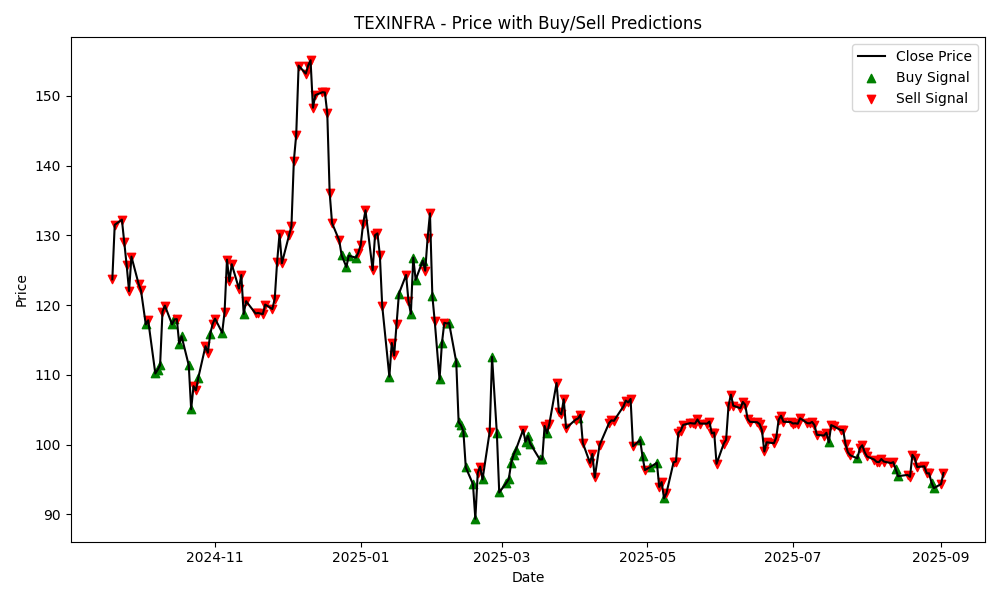 TEXINFRA - Price with Buy/Sell Predictions
Close Price
Buy Signal
Sell Signal
Price
150
140
130
120
110
100
90
2024-11
2025-01
2025-03
2025-05
2025-07
2025-09
Date